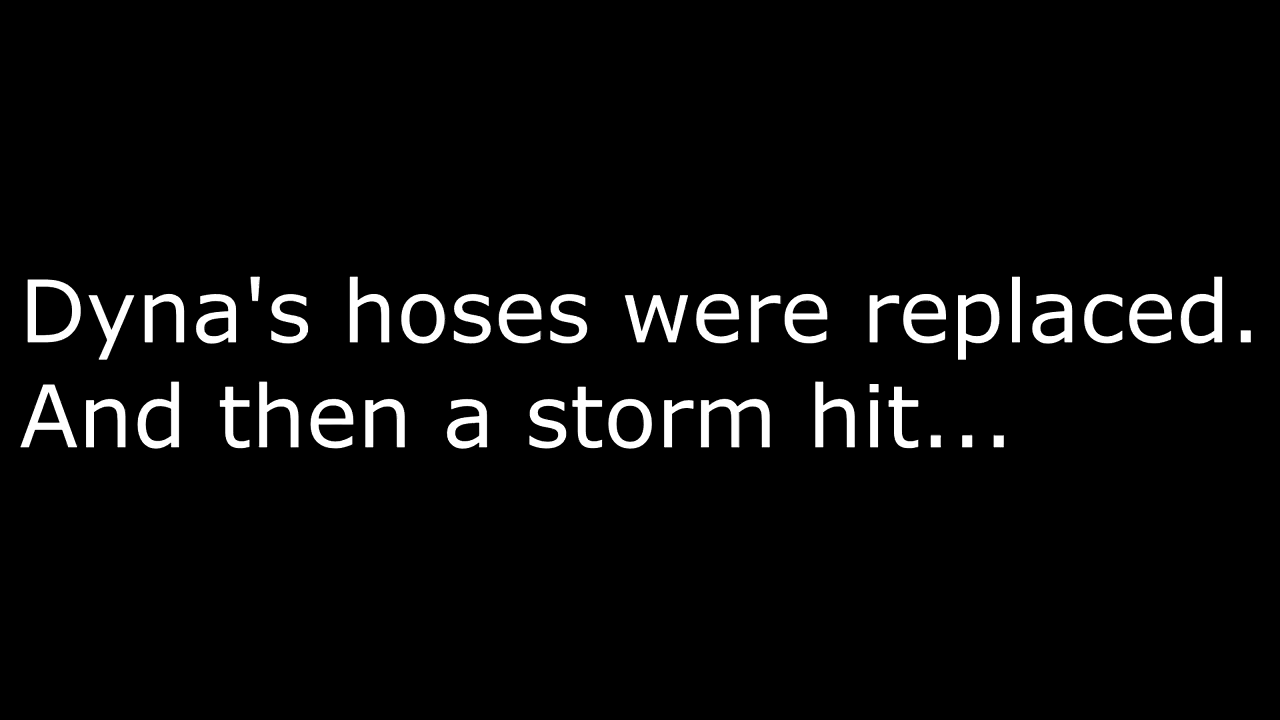 Dyna's hoses were replaced.
And then a storm hit...